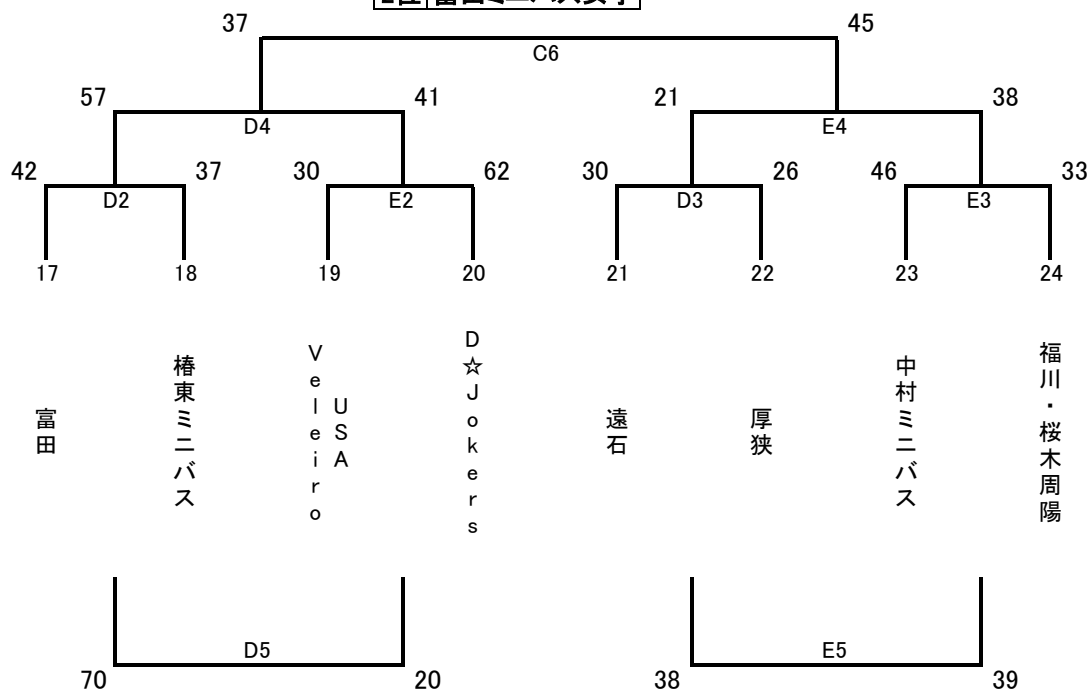 37 45
C6
57 41 21 38
D4 E4
42 37 30 62 30 26 46 33
D2 E2 D3 E3
17 18 19 20 21 22 23 24
富田
椿東ミニバス
Veleiro
USA
D☆Jokers
遠石
厚狭
中村ミニバス
福川・桜木周陽
D5 E5
70 20 38 39